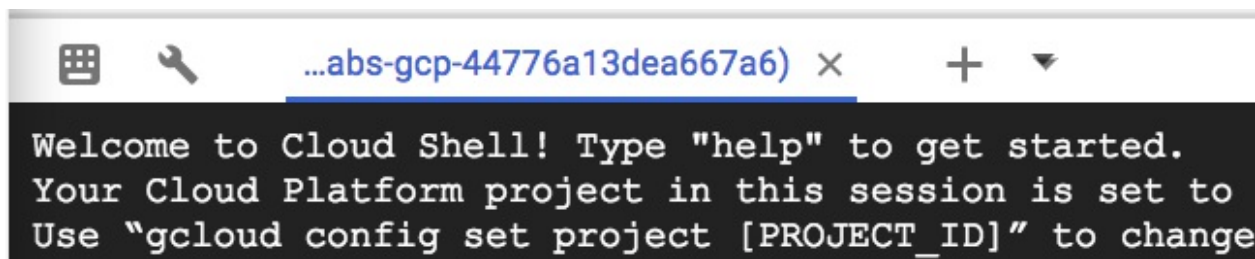 ...abs-gcp-44776a13dea667a6)
Welcome to Cloud Shell! Type "help" to get started.
Your Cloud Platform project in this session is set to
Use “gcloud config set project [PROJECT_ID]” to change